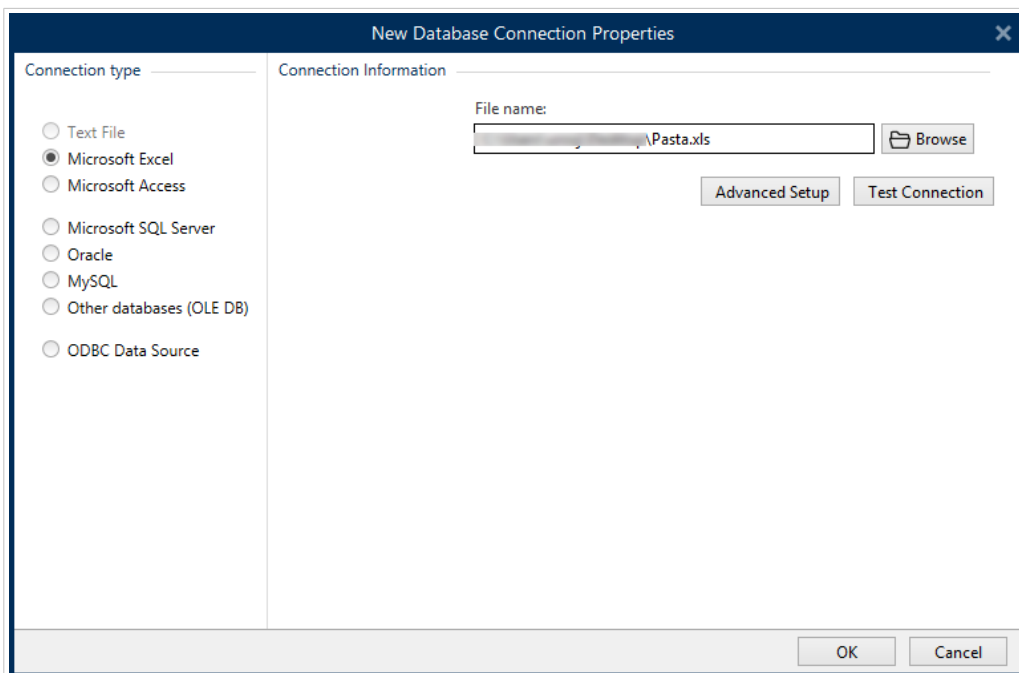 New Database Connection Properties
Connection type
Connection Information
Text File
Microsoft Excel
Microsoft Access
Microsoft SQL Server
Oracle
MySQL
Other databases (OLE DB)
ODBC Data Source
File name:
\Pasta.xls
Browse
Advanced Setup
Test Connection
OK
Cancel